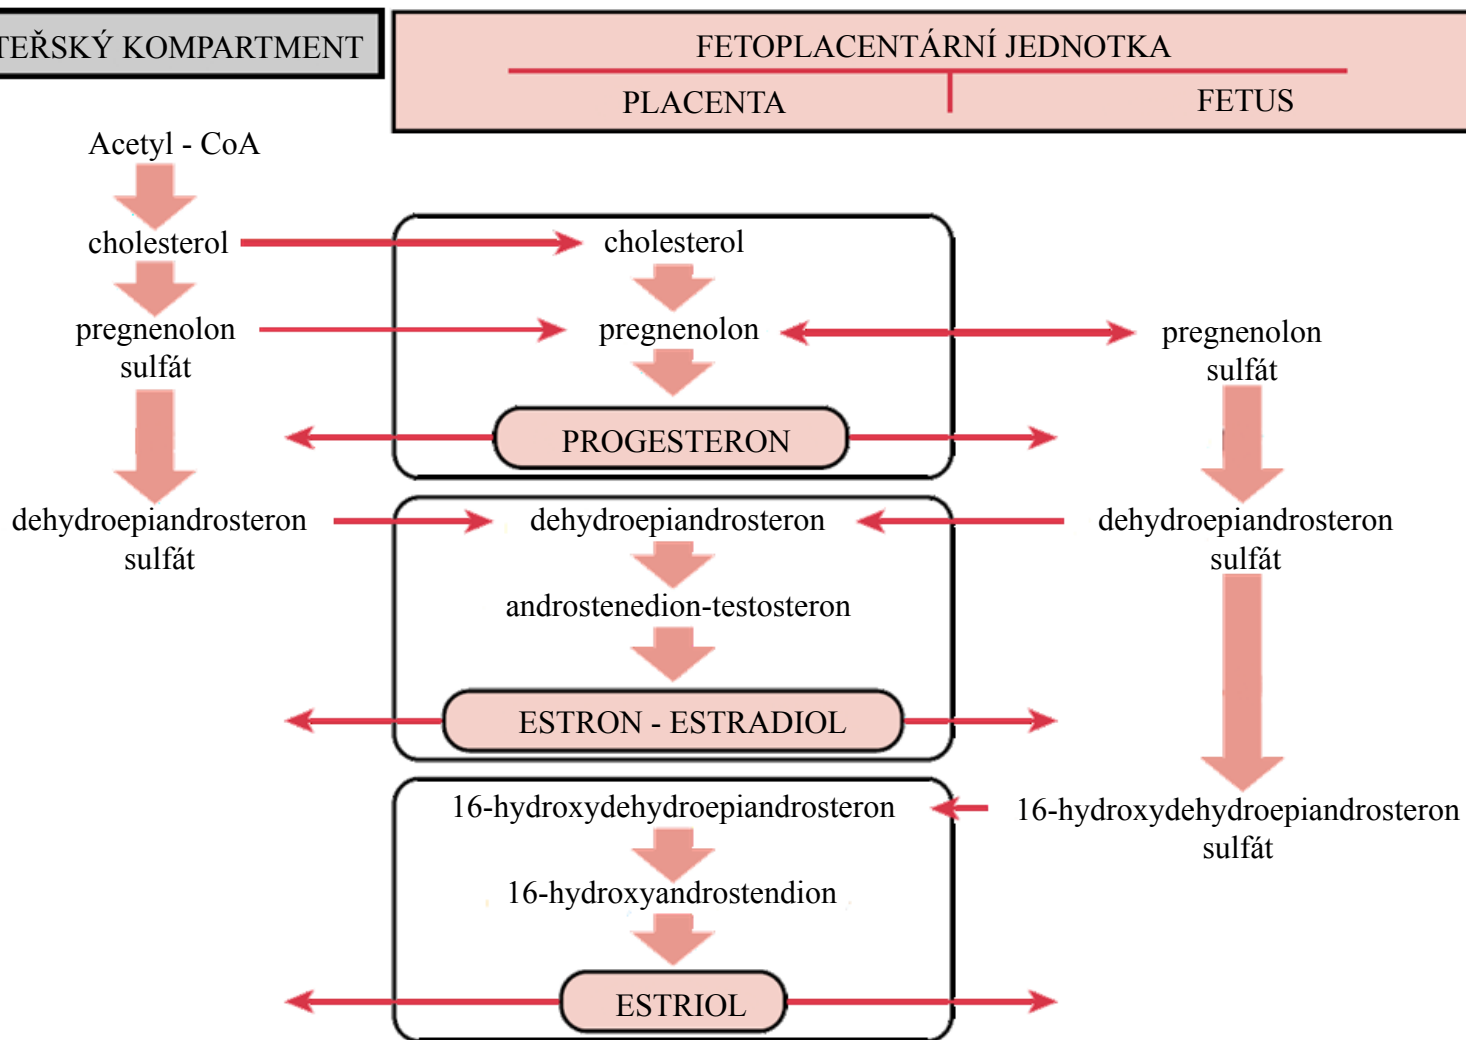 TEŘSKÝ KOMPARTMENT
FETOPLACENTÁRNÍ JEDNOTKA
PLACENTA
FETUS
Acetyl - CoA
cholesterol
cholesterol
pregnenolon
sulfát
pregnenolon
pregnenolon
sulfát
PROGESTERON
dehydroepiandrosteron
sulfát
dehydroepiandrosteron
dehydroepiandrosteron
sulfát
androstenedion-testosteron
ESTRON - ESTRADIOL
16-hydroxydehydroepiandrosteron
16-hydroxydehydroepiandrosteron
sulfát
16-hydroxyandrostendion
ESTRIOL